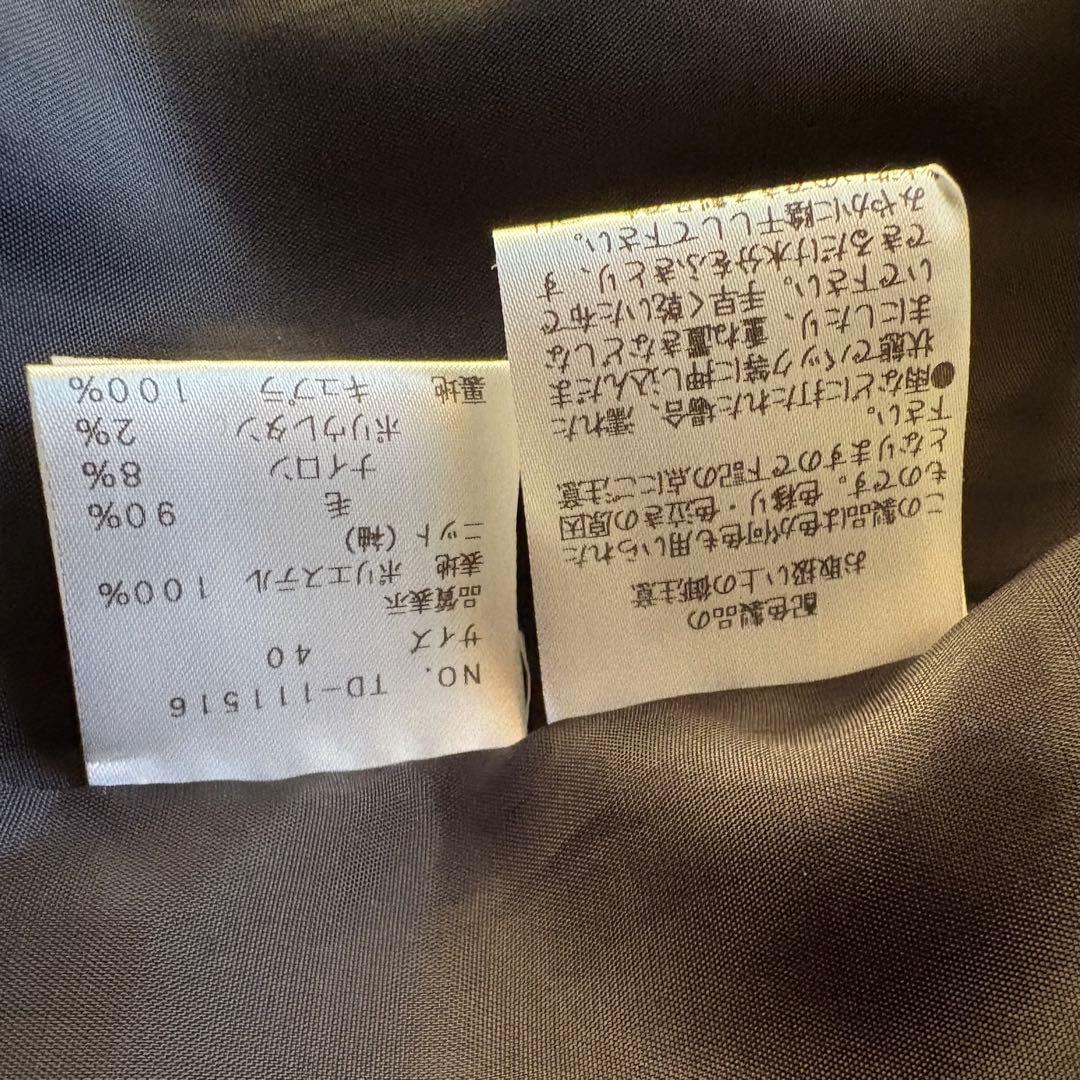 NO. TD-111516
サイズ 40
品質表示
表地 ポリエステル 100%
ニット(袖)
毛 90%
ナイロン 8%
ポリウレタン 2%
裏地 キュプラ 100%
配色製品の
お取扱い上の御注意
この製品は色が何色も用いられた
ものです。色移り・色泣きの原因
となりますので下記の点にご注意
下さい。
●雨などに打たれた場合、濡れた
状態でバック等に押し込んだまま
まにしたり、重ね置きなどしな
いで下さい。手早く乾いた布で
できるだけ水分をふきとり、す
みやかに陰干しして下さい。